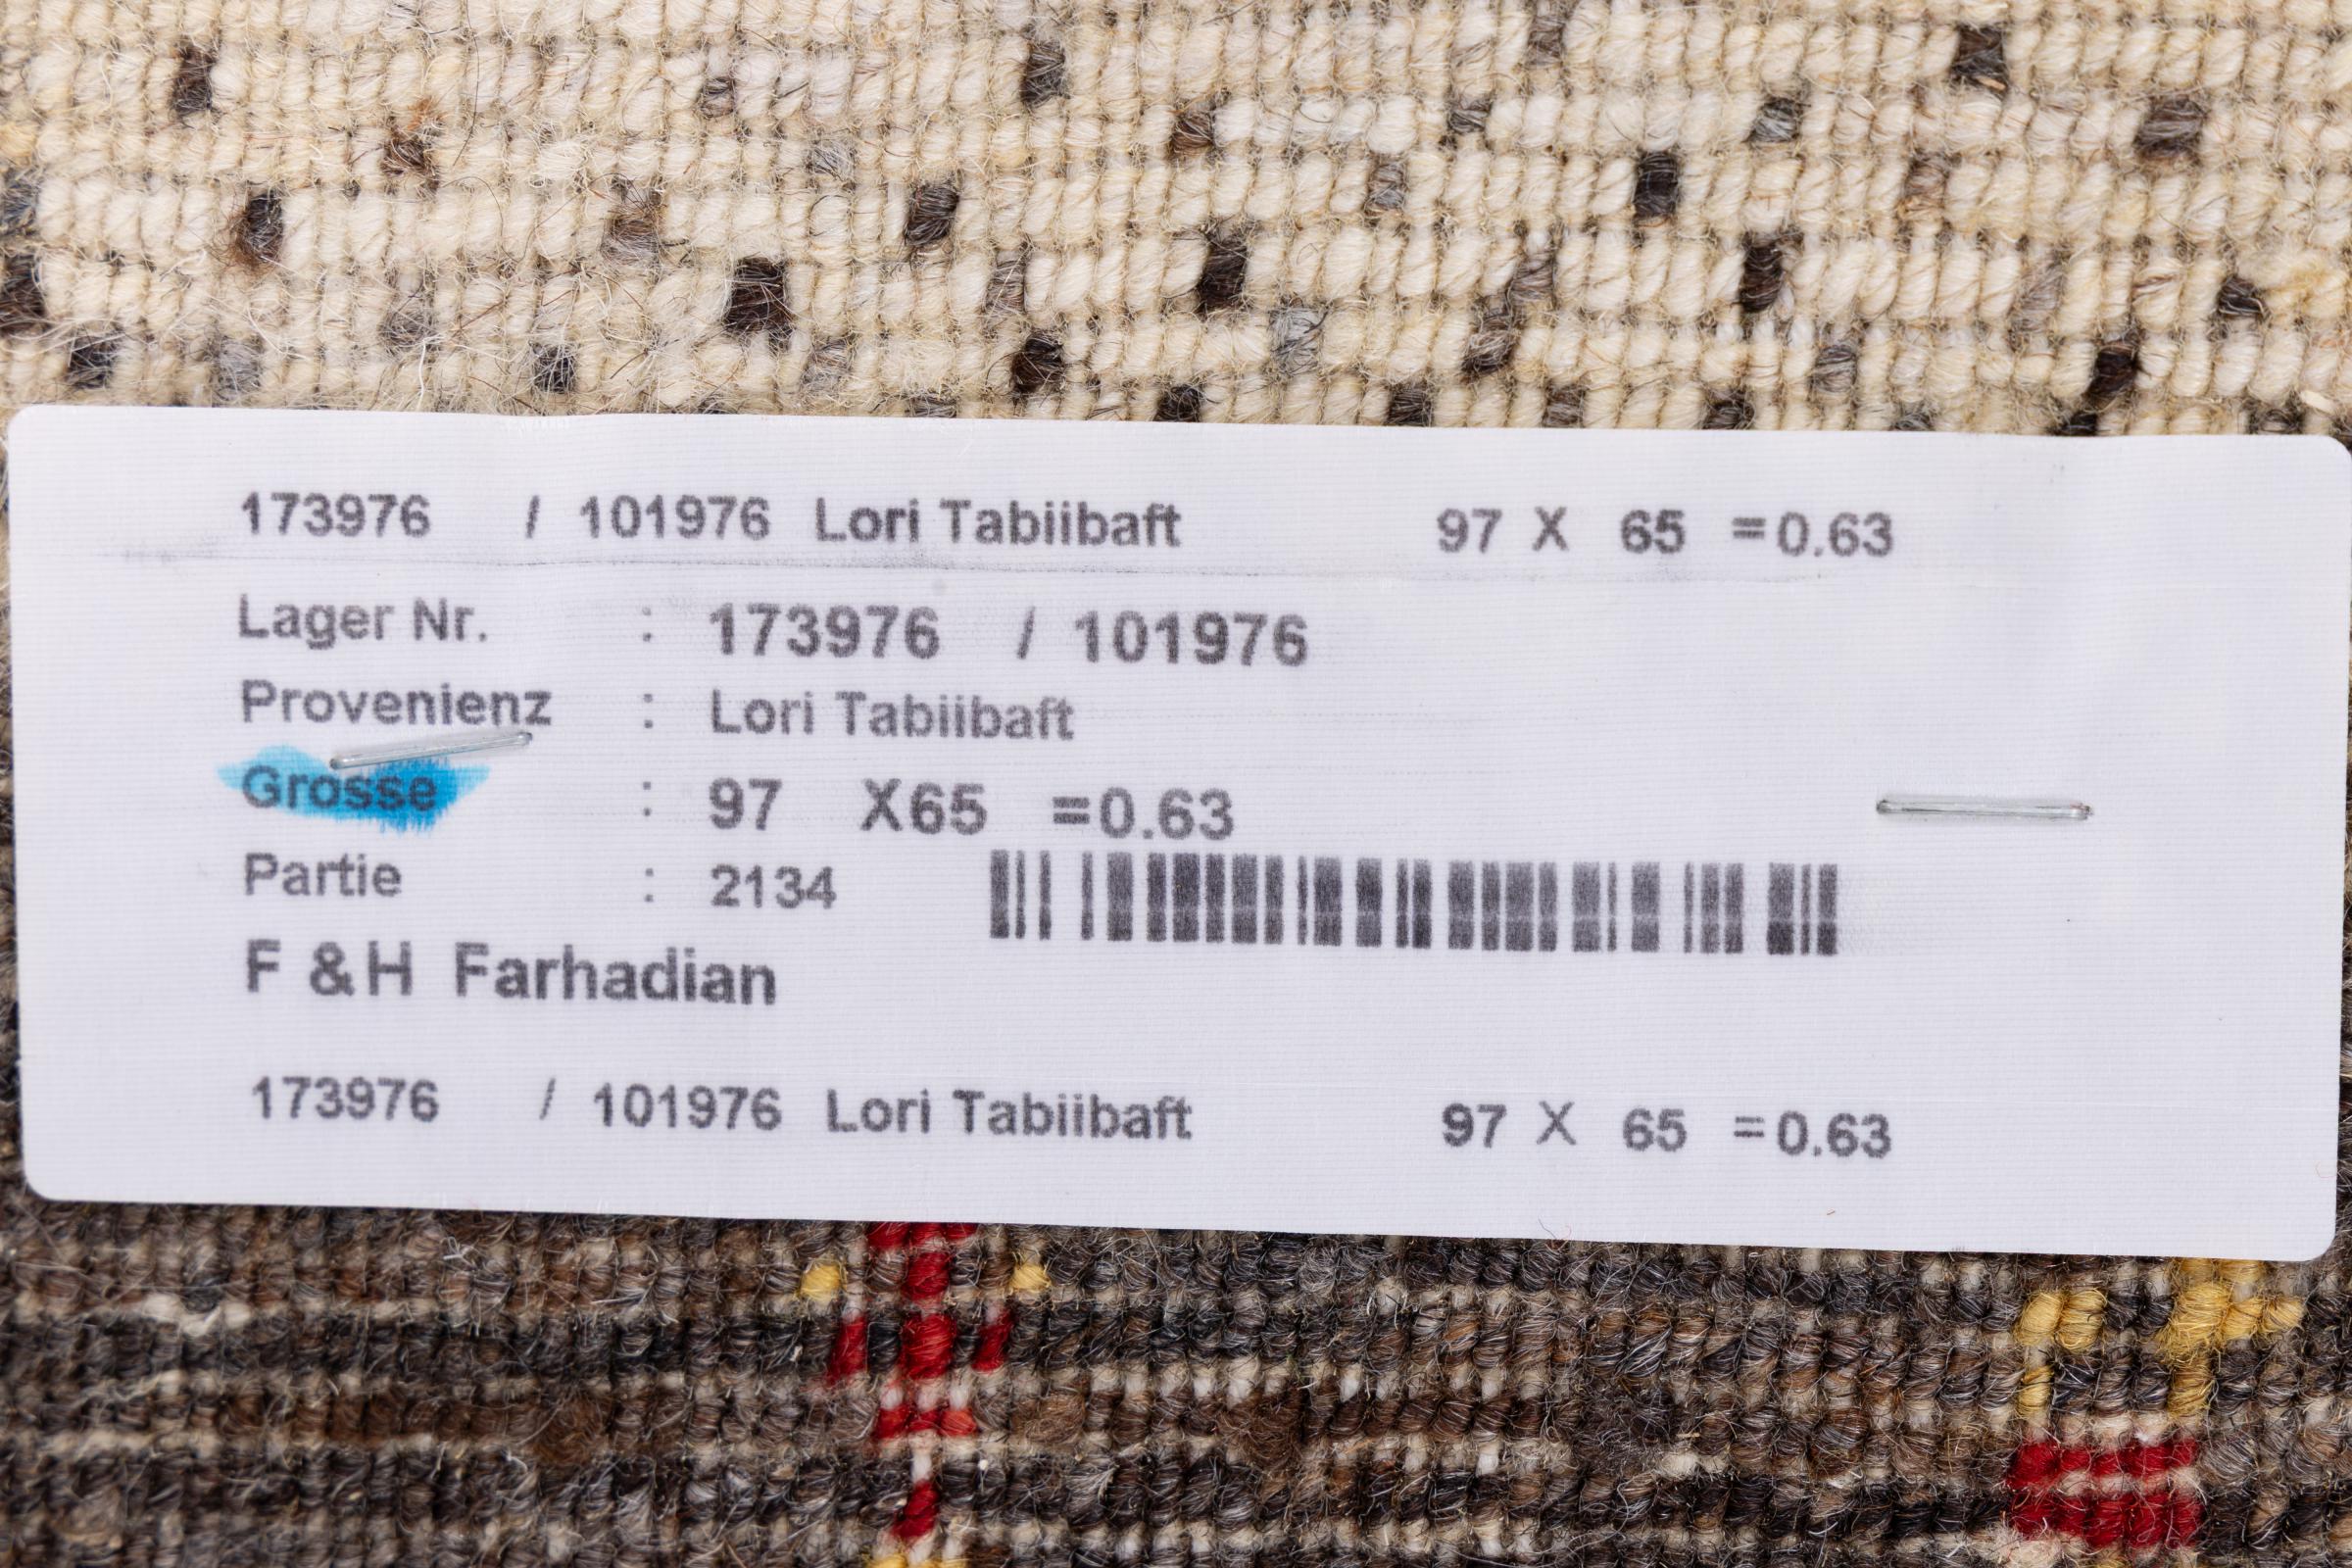 173976 / 101976 Lori Tabiibaft 97 X 65 =0.63
Lager Nr. : 173976 / 101976
Provenienz : Lori Tabiibaft
Grosse : 97 X65 =0.63
Partie : 2134
F &H Farhadian
173976 / 101976 Lori Tabiibaft 97 X 65 =0.63